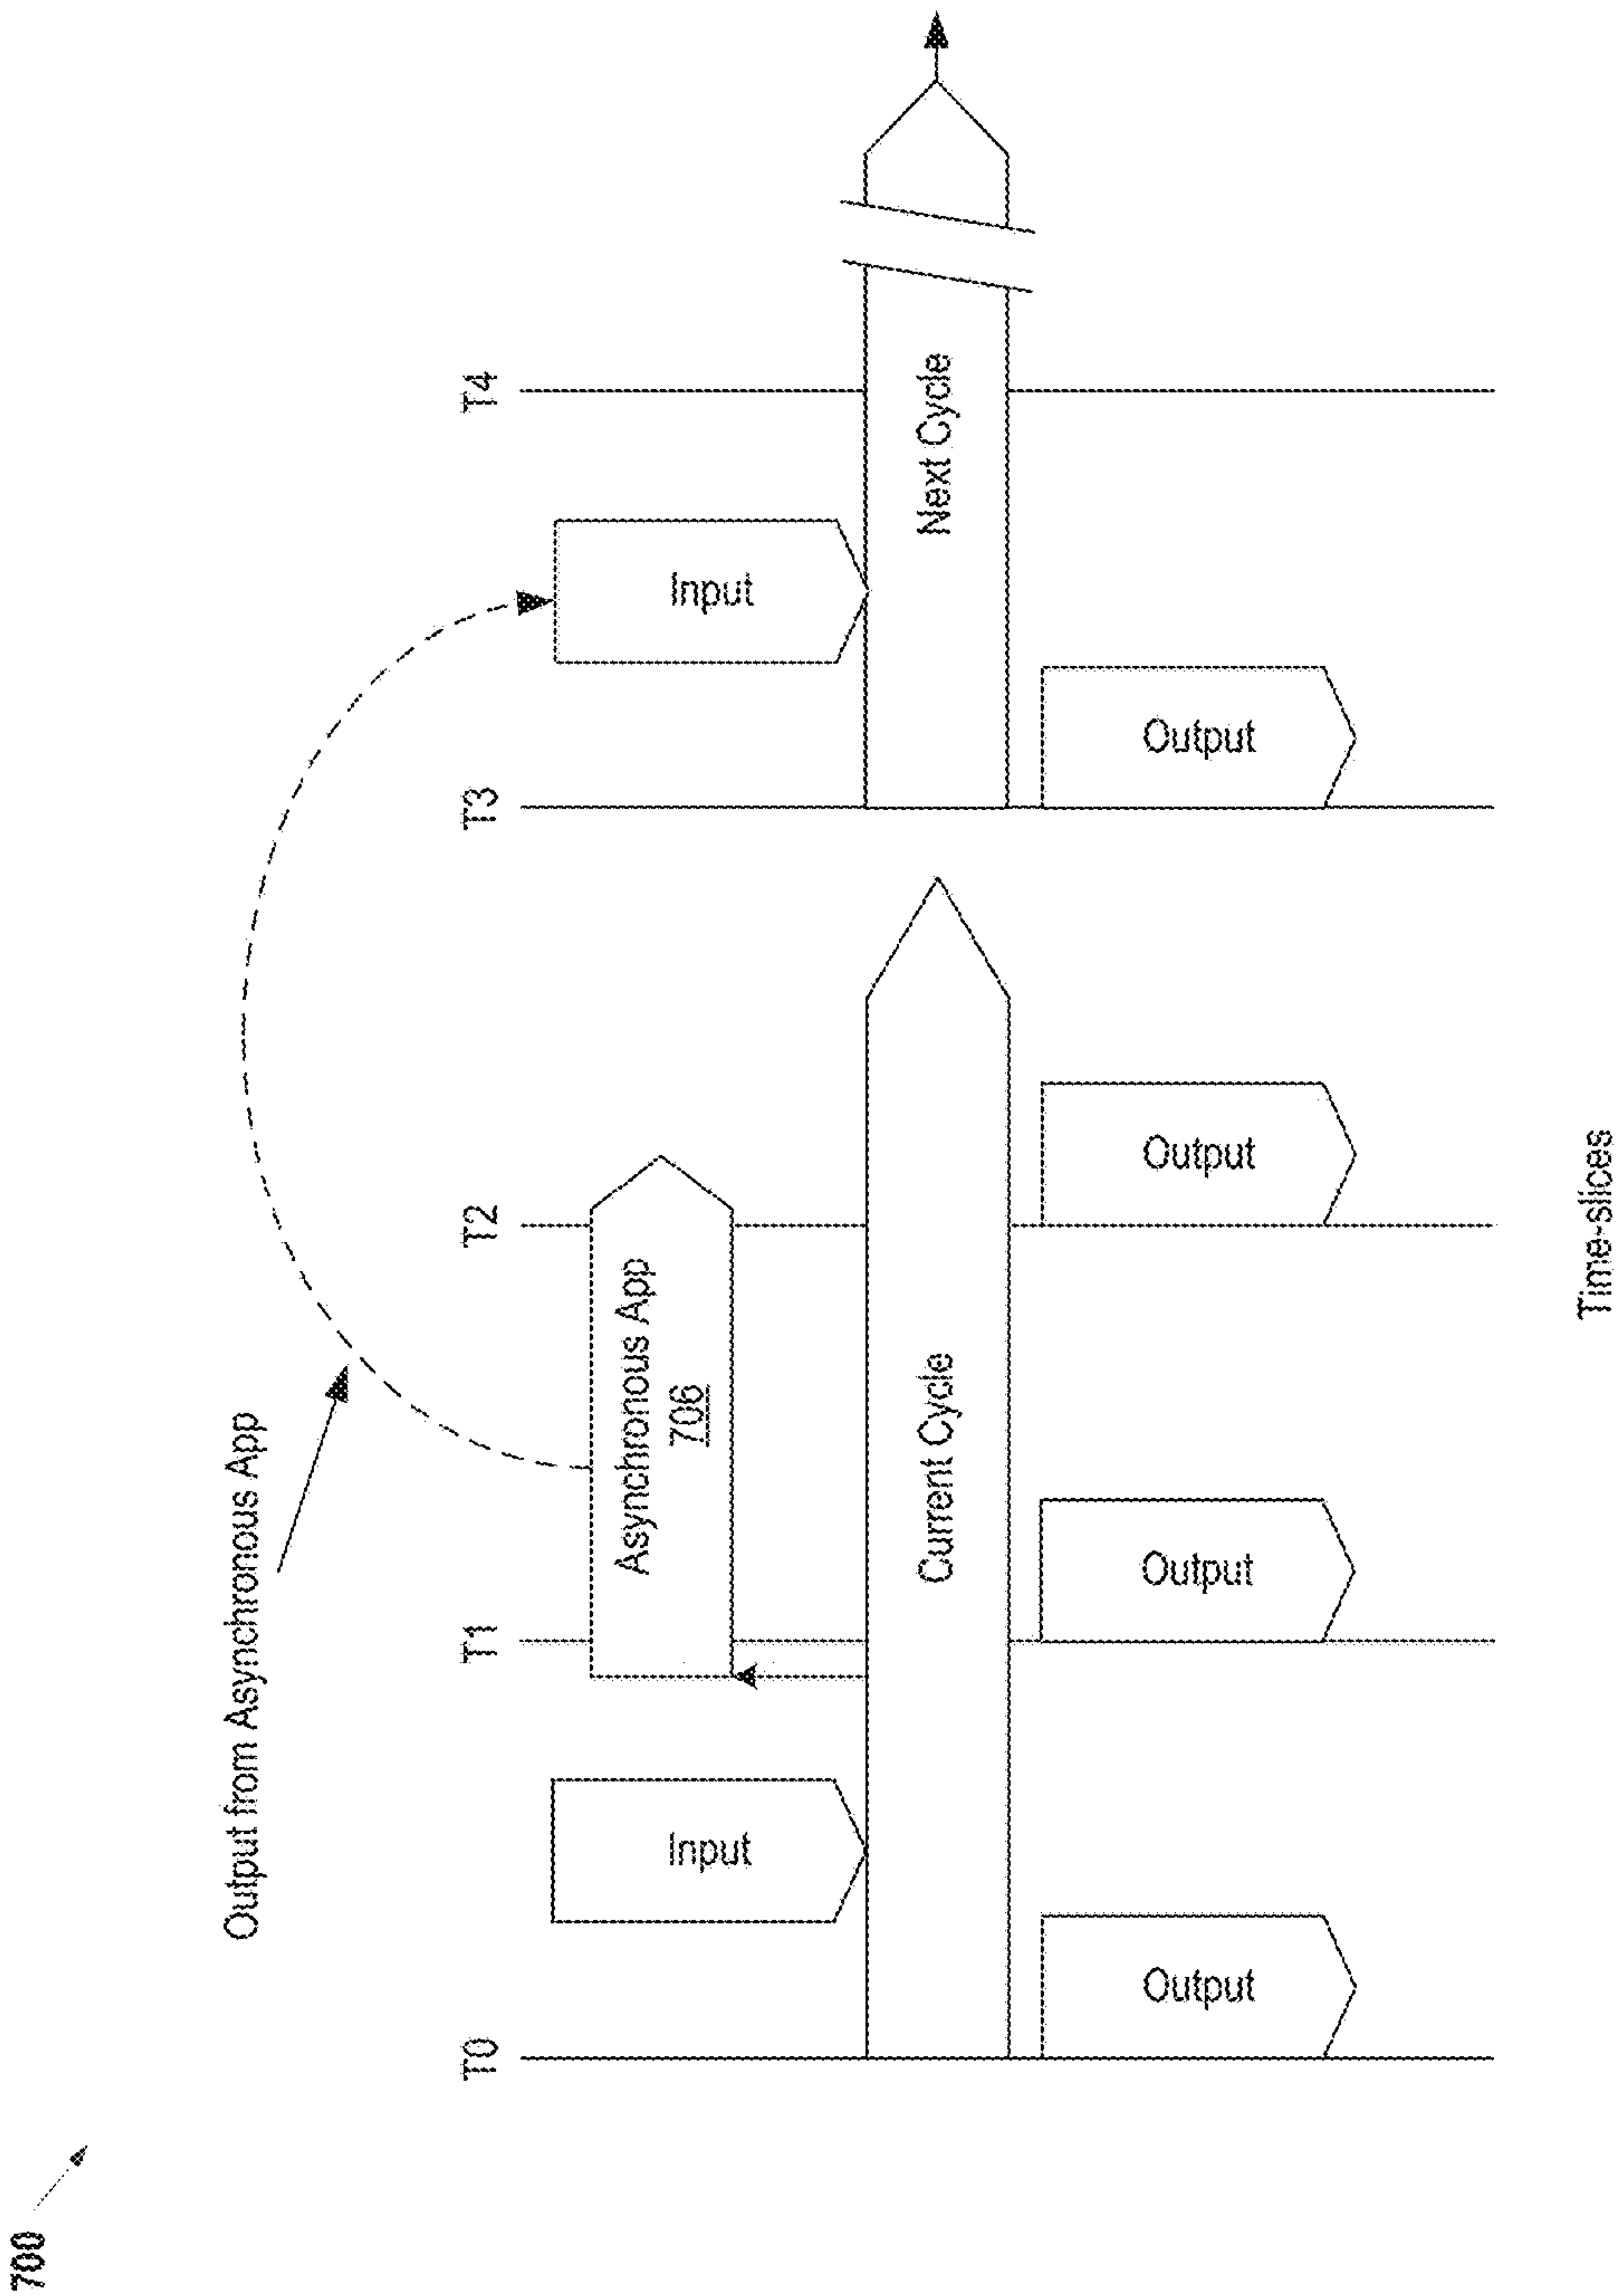 700
Output from Asynchronous App
T0
T1
T2
T3
T4
Input
Asynchronous App
706
Input
Current Cycle
Next Cycle
Output
Output
Output
Output
Time-slices